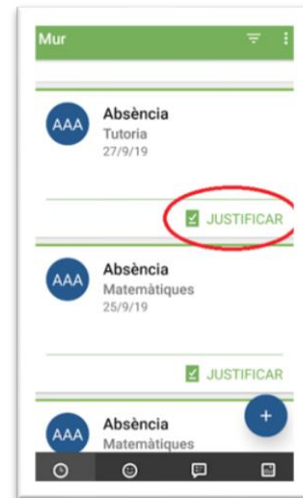 Mur
AAA
Absència
Tutoria
27/9/19
JUSTIFICAR
AAA
Absència
Matemàtiques
25/9/19
JUSTIFICAR
AAA
Absència
Matemàtiques